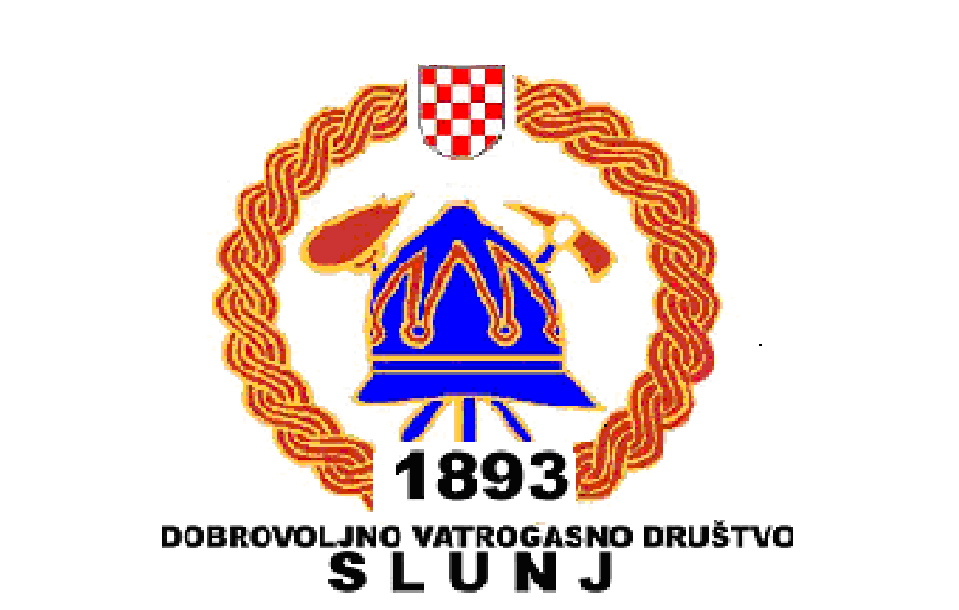 1893
DOBROVOLJNO VATROGASNO DRUŠTVO
SLUNJ